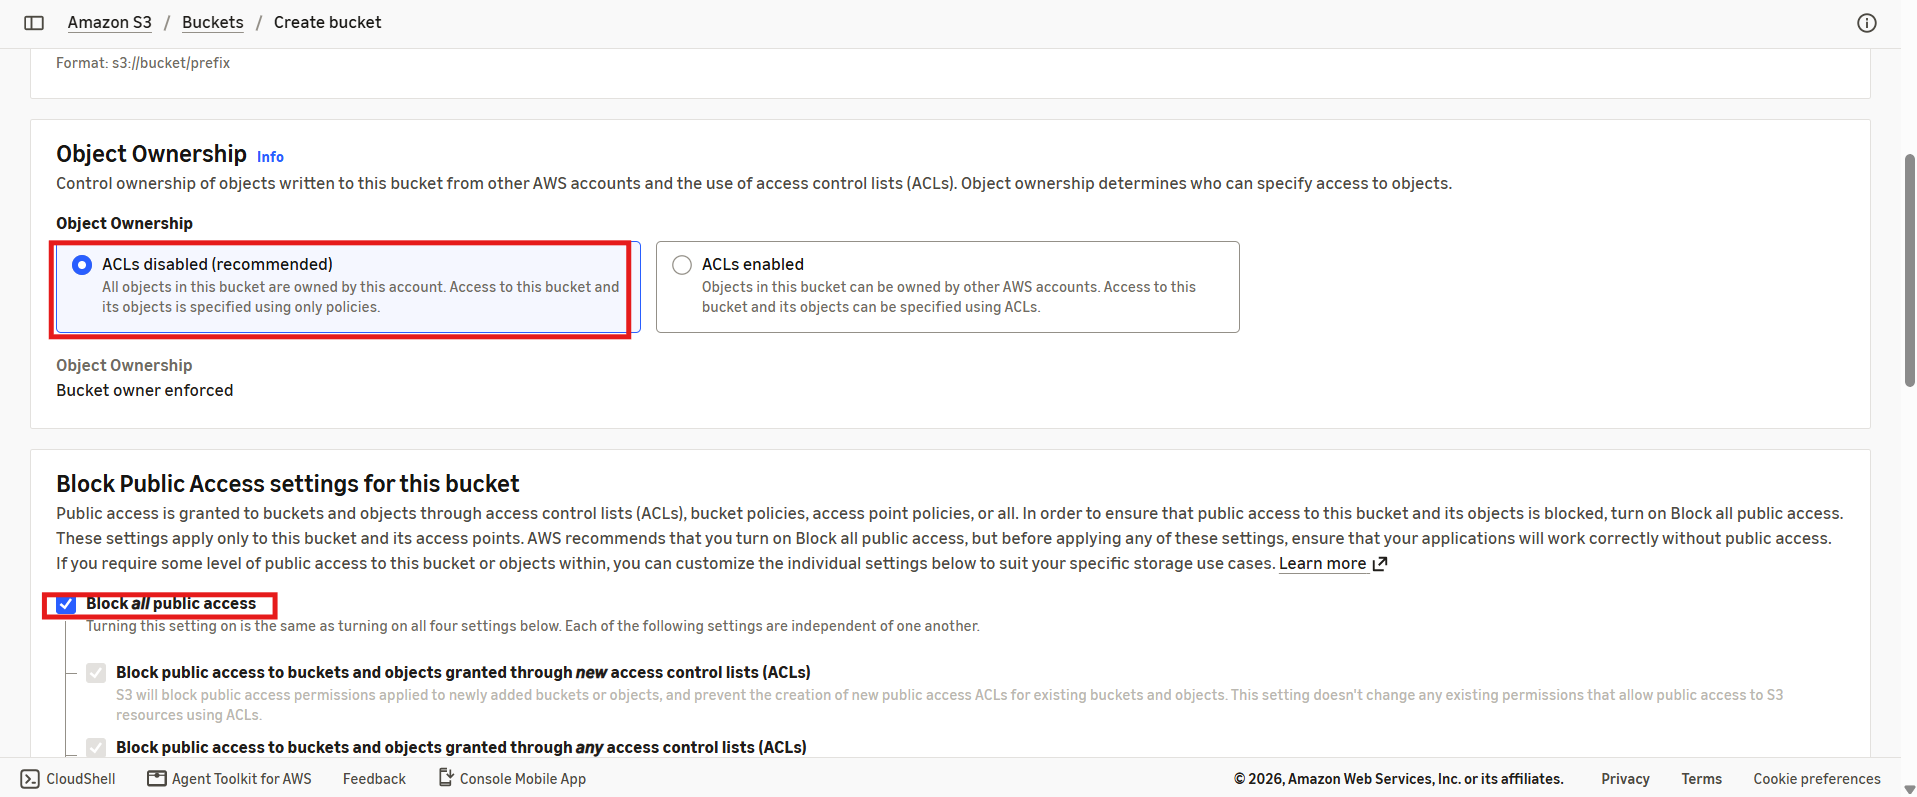 Amazon S3 / Buckets / Create bucket
Format: s3://bucket/prefix
Object Ownership Info
Control ownership of objects written to this bucket from other AWS accounts and the use of access control lists (ACLs). Object ownership determines who can specify access to objects.
Object Ownership
ACLs disabled (recommended)
All objects in this bucket are owned by this account. Access to this bucket and
its objects is specified using only policies.
ACLs enabled
Objects in this bucket can be owned by other AWS accounts. Access to this
bucket and its objects can be specified using ACLs.
Object Ownership
Bucket owner enforced
Block Public Access settings for this bucket
Public access is granted to buckets and objects through access control lists (ACLs), bucket policies, access point policies, or all. In order to ensure that public access to this bucket and its objects is blocked, turn on Block all public access.
These settings apply only to this bucket and its access points. AWS recommends that you turn on Block all public access, but before applying any of these settings, ensure that your applications will work correctly without public access.
If you require some level of public access to this bucket or objects within, you can customize the individual settings below to suit your specific storage use cases. Learn more
Block all public access
Turning this setting on is the same as turning on all four settings below. Each of the following settings are independent of one another.
Block public access to buckets and objects granted through new access control lists (ACLs)
S3 will block public access permissions applied to newly added buckets or objects, and prevent the creation of new public access ACLs for existing buckets and objects. This setting doesn't change any existing permissions that allow public access to S3
resources using ACLs.
Block public access to buckets and objects granted through any access control lists (ACLs)
CloudShell Agent Toolkit for AWS Feedback Console Mobile App © 2026, Amazon Web Services, Inc. or its affiliates. Privacy Terms Cookie preferences